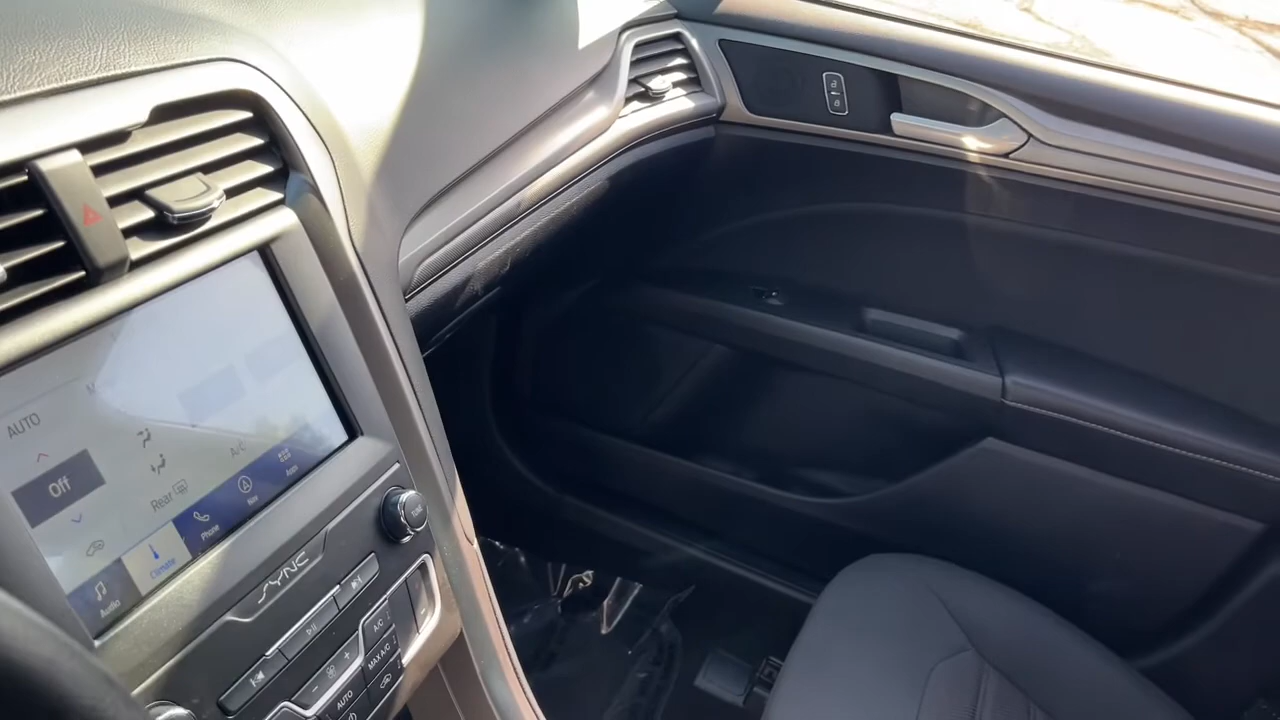 AUTO
Off
A/C
Rear
Audio
Climate
Phone
Nav
Apps
SYNC
TUNE
A/C
MAX A/C
AUTO